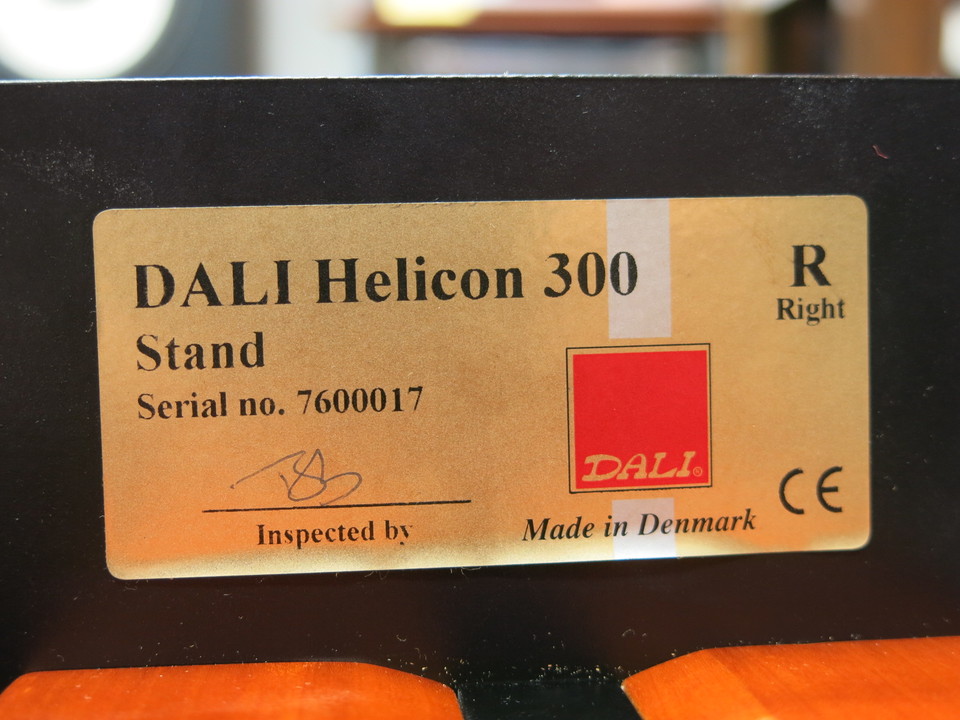 DALI Helicon 300
R
Right
Stand
Serial no. 7600017
DALI®
CE
Inspected by
Made in Denmark